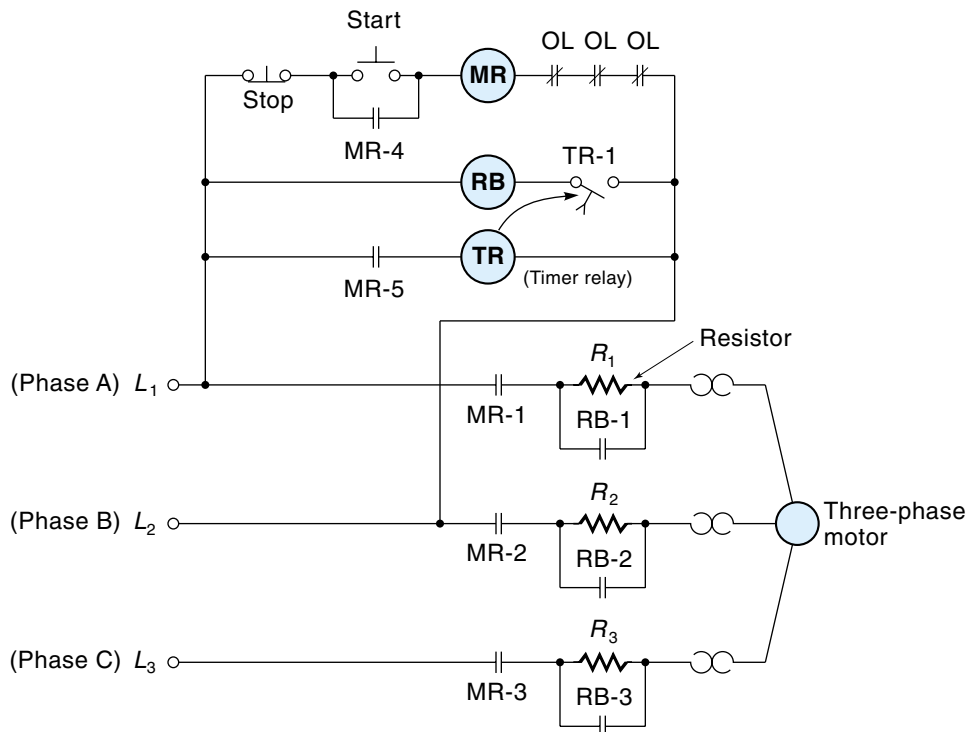 Start
OL OL OL
MR
Stop
MR-4
TR-1
RB
TR
(Timer relay)
MR-5
Resistor
R1
(Phase A) L1
MR-1
RB-1
R2
(Phase B) L2
Three-phase
motor
MR-2
RB-2
R3
(Phase C) L3
MR-3
RB-3